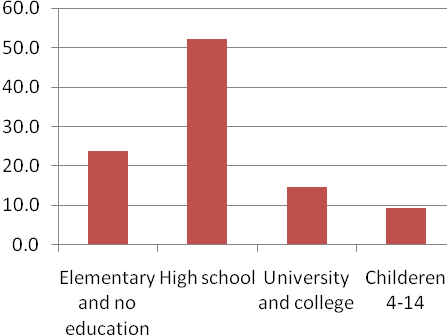 60.0
50.0
40.0
30.0
20.0
10.0
0.0
Elementary and no education
High school
University and college
Childeren 4-14